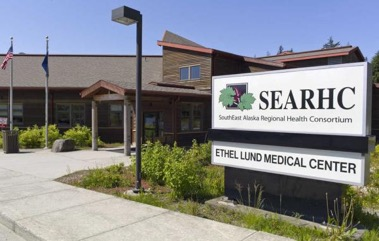 SEARHC
SouthEast Alaska Regional Health Consortium
ETHEL LUND MEDICAL CENTER